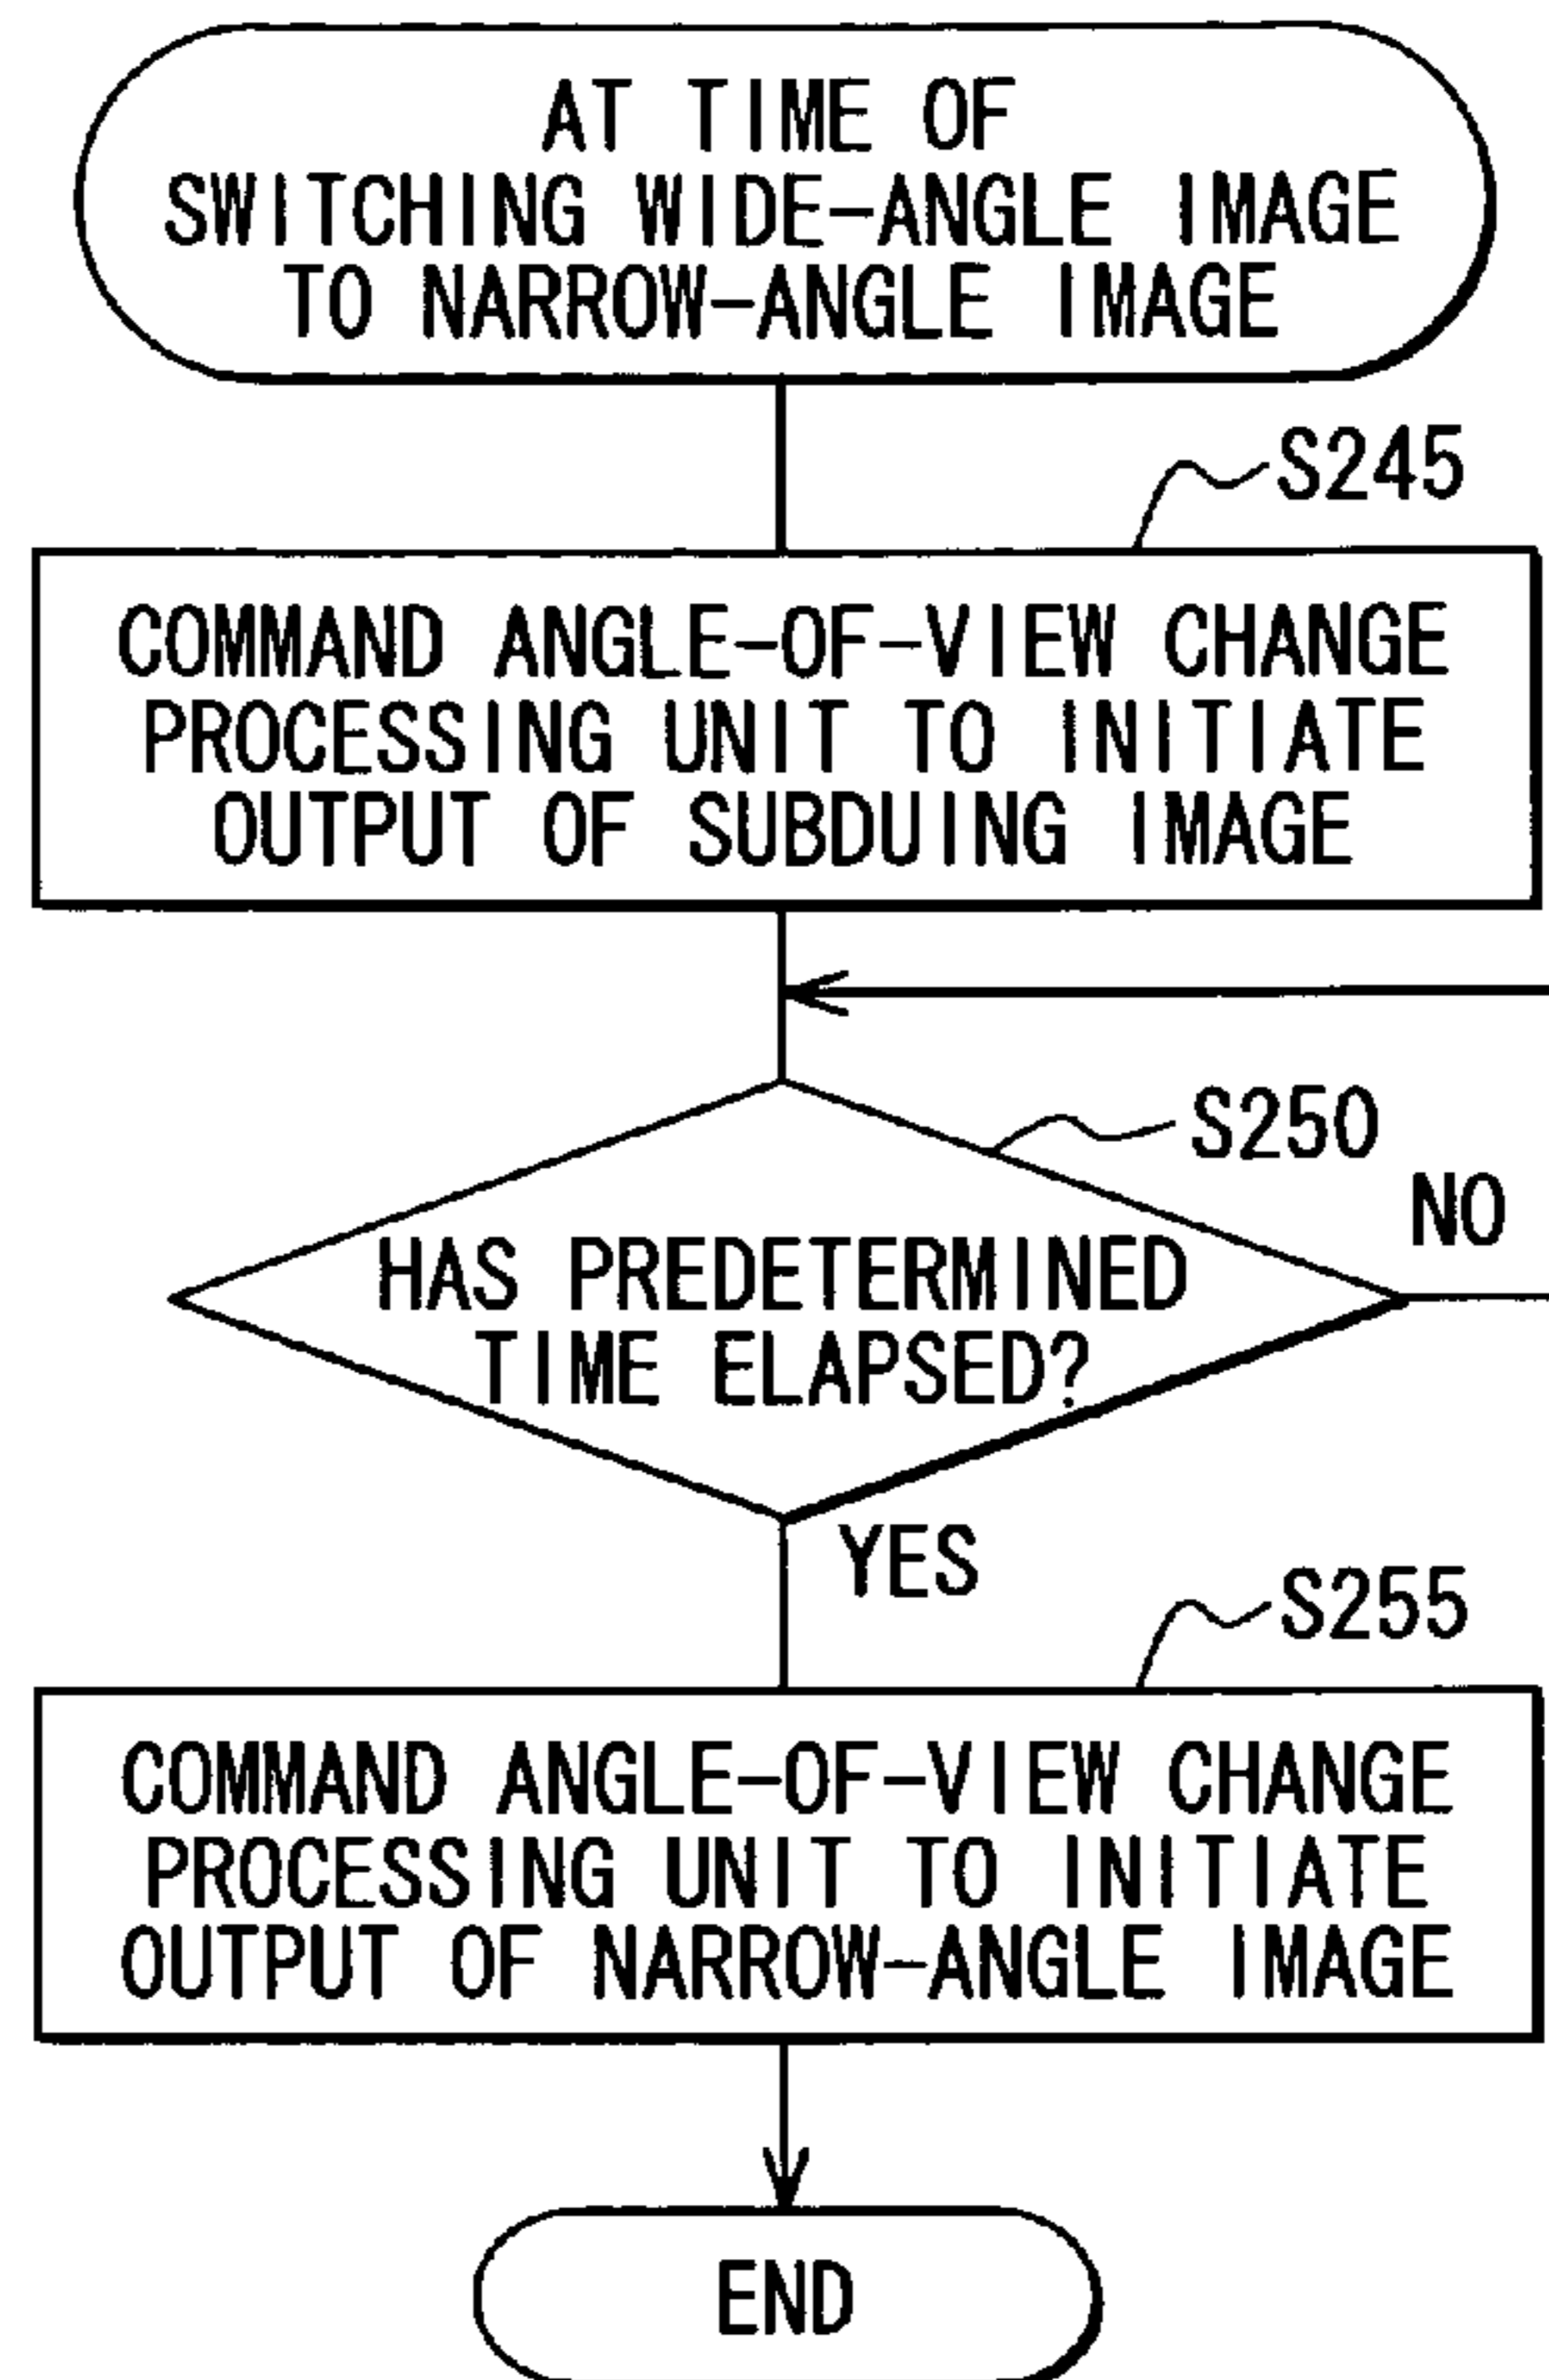 AT TIME OF
SWITCHING WIDE-ANGLE IMAGE
TO NARROW-ANGLE IMAGE
S245
COMMAND ANGLE-OF-VIEW CHANGE
PROCESSING UNIT TO INITIATE
OUTPUT OF SUBDUING IMAGE
S250
NO
HAS PREDETERMINED
TIME ELAPSED?
YES
S255
COMMAND ANGLE-OF-VIEW CHANGE
PROCESSING UNIT TO INITIATE
OUTPUT OF NARROW-ANGLE IMAGE
END